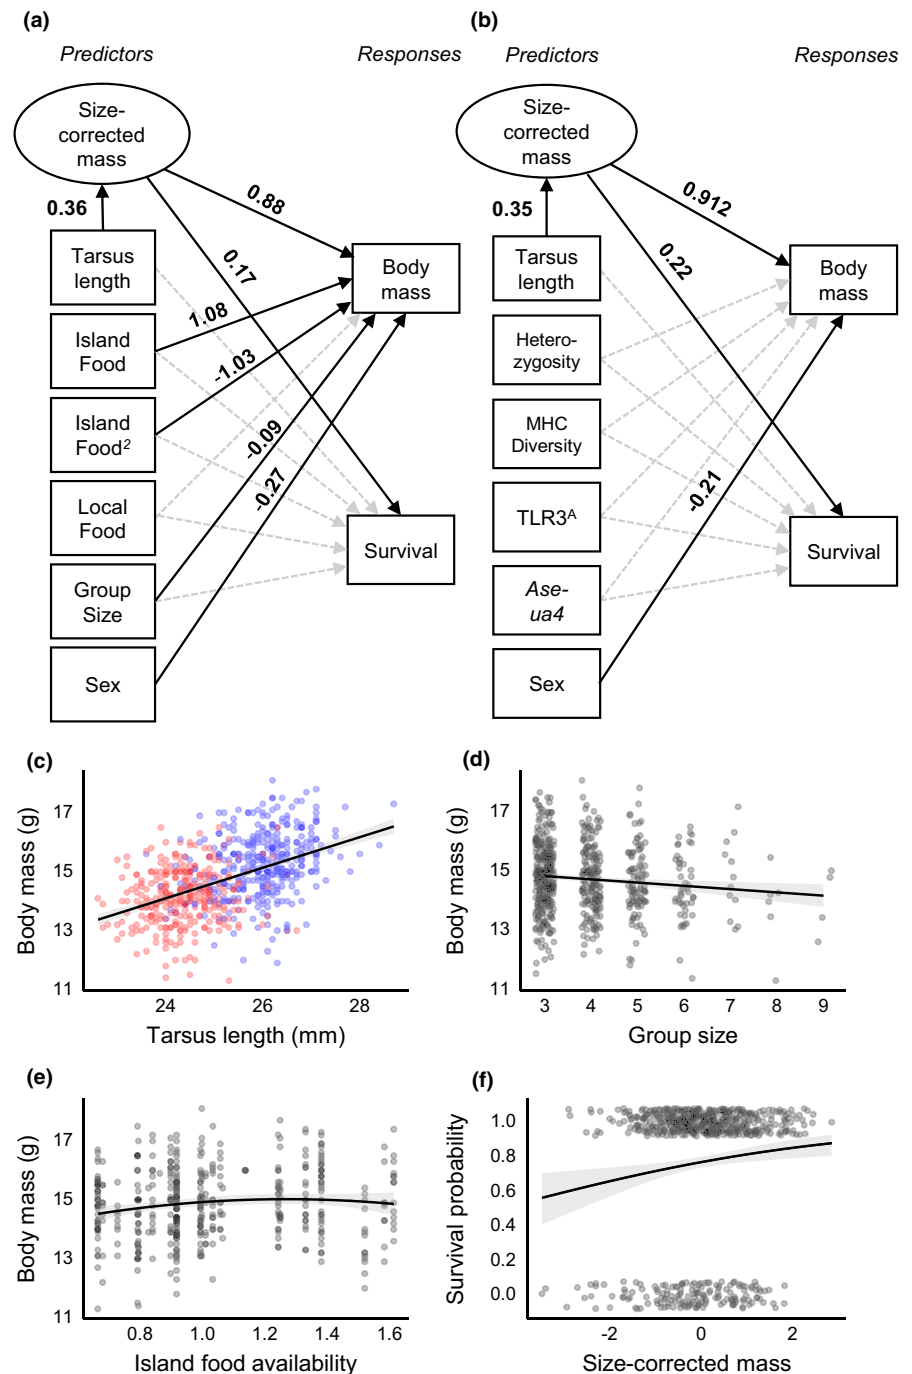 (a)
Predictors
Responses
Size-
corrected
mass
0.36
0.88
0.17
Tarsus
length
Body
mass
1.08
Island
Food
-1.03
Island
Food²
-0.09
-0.27
Local
Food
Survival
Group
Size
Sex
(b)
Predictors
Responses
Size-
corrected
mass
0.35
0.912
0.22
Tarsus
length
Body
mass
Hetero-
zygosity
MHC
Diversity
-0.21
TLR3ᴬ
Survival
Ase-
ua4
Sex
(c)
Body mass (g)
17
15
13
11
24 26 28
Tarsus length (mm)
(d)
Body mass (g)
17
15
13
11
3 4 5 6 7 8 9
Group size
(e)
Body mass (g)
17
15
13
11
0.8 1.0 1.2 1.4 1.6
Island food availability
(f)
Survival probability
1.0
0.8
0.6
0.4
0.2
0.0
-2 0 2
Size-corrected mass